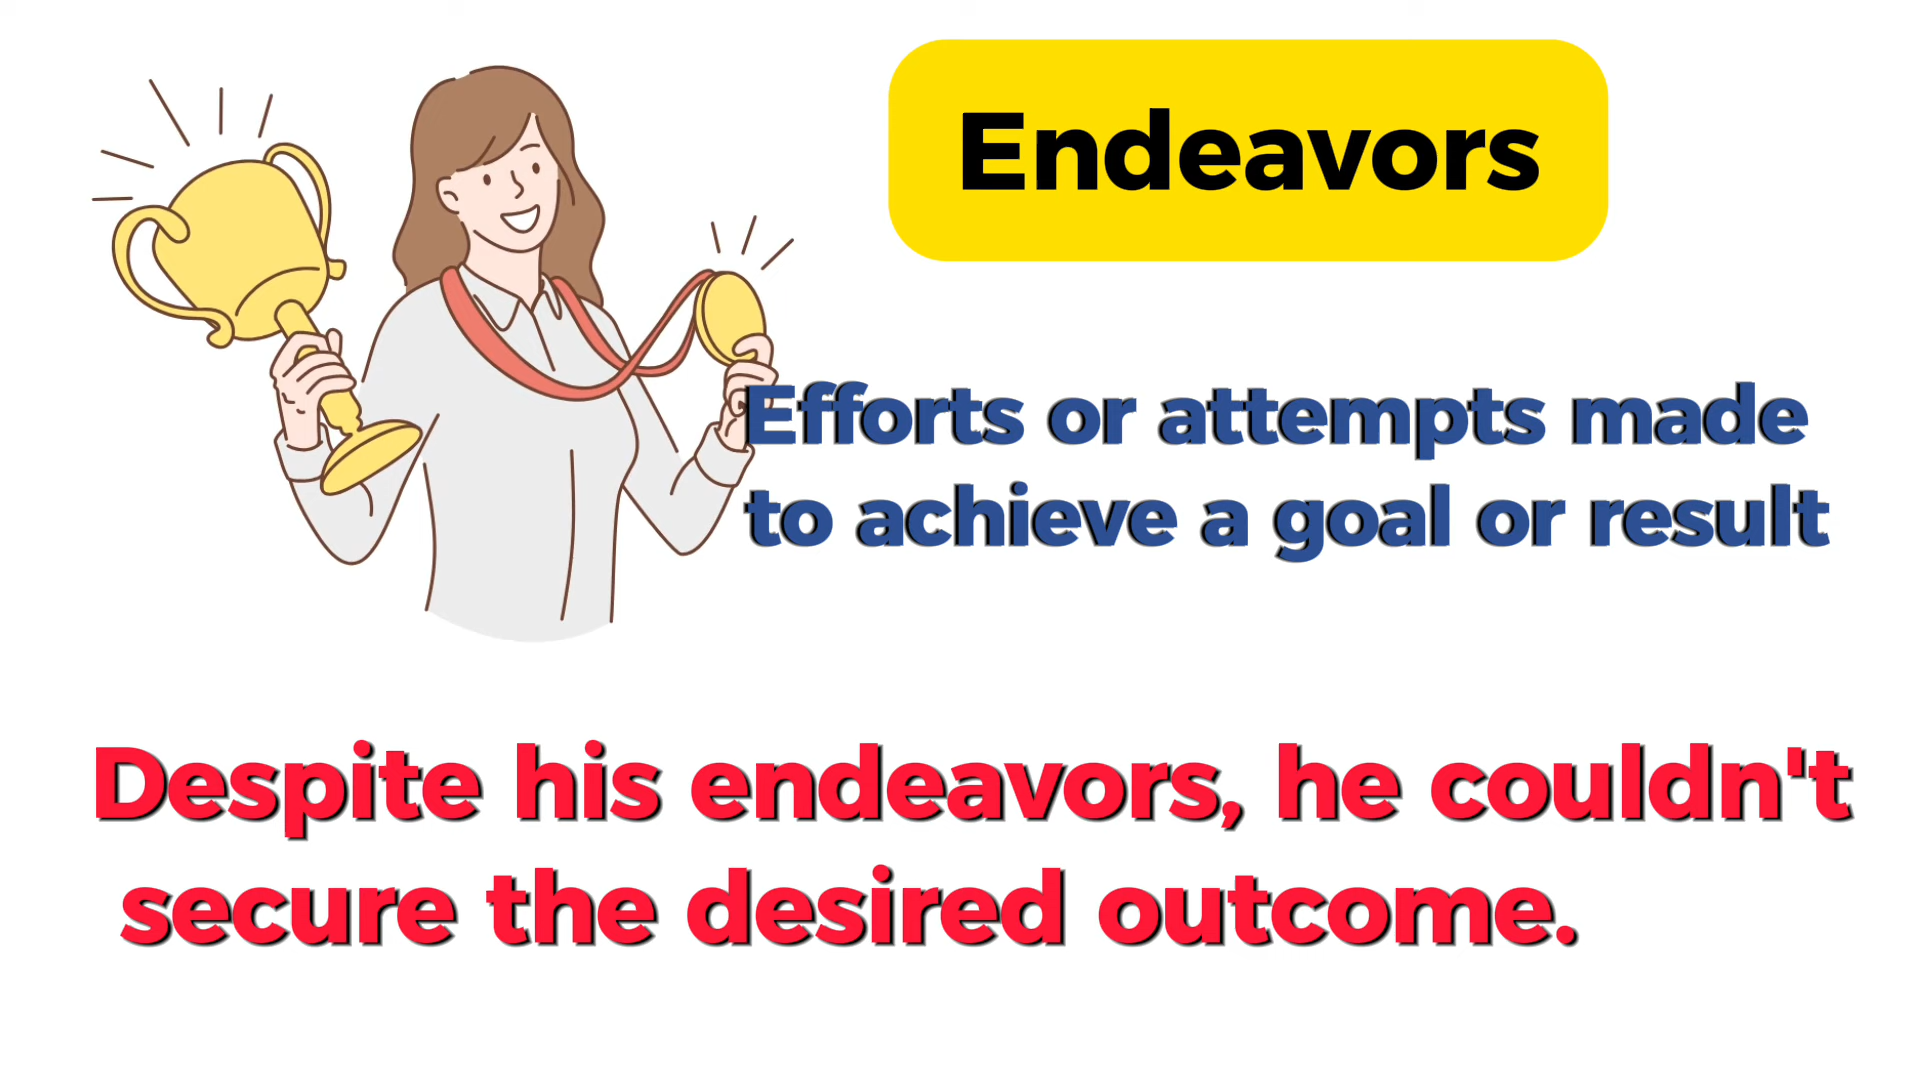 Endeavors
Efforts or attempts made
to achieve a goal or result
Despite his endeavors, he couldn't
secure the desired outcome.